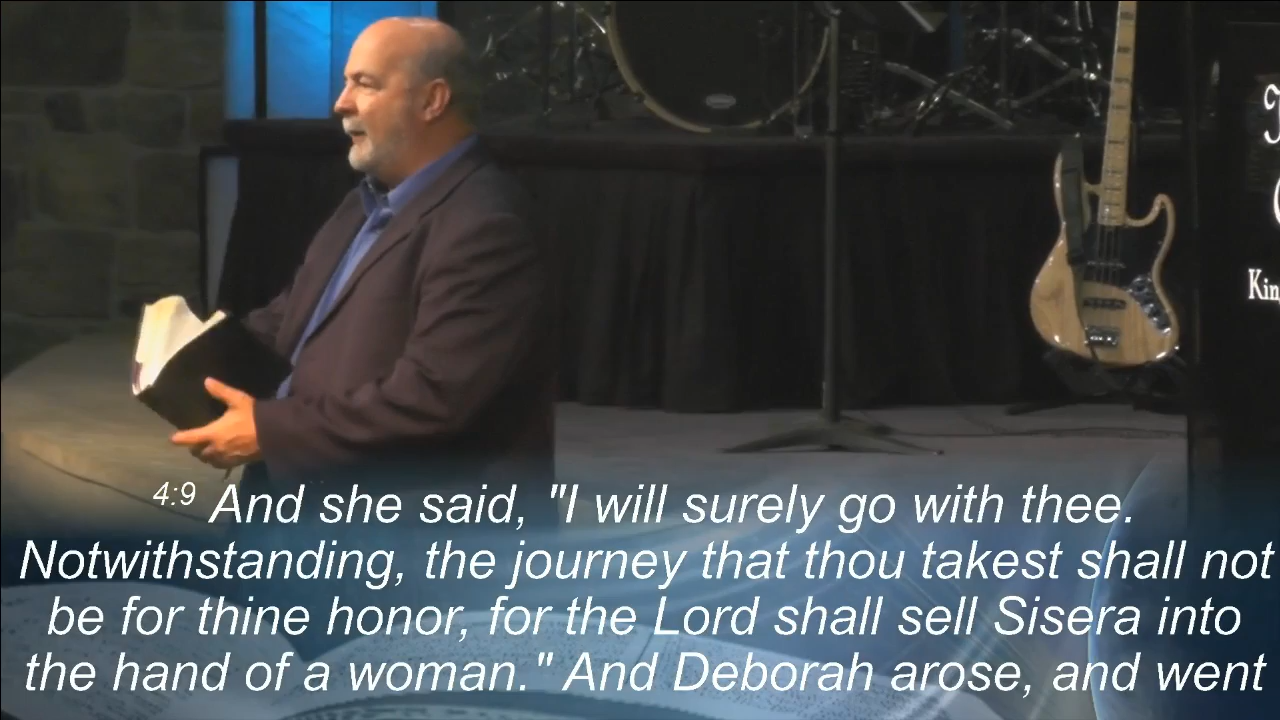 Kin
4:9 And she said, "I will surely go with thee.
Notwithstanding, the journey that thou takest shall not
be for thine honor, for the Lord shall sell Sisera into
the hand of a woman." And Deborah arose, and went